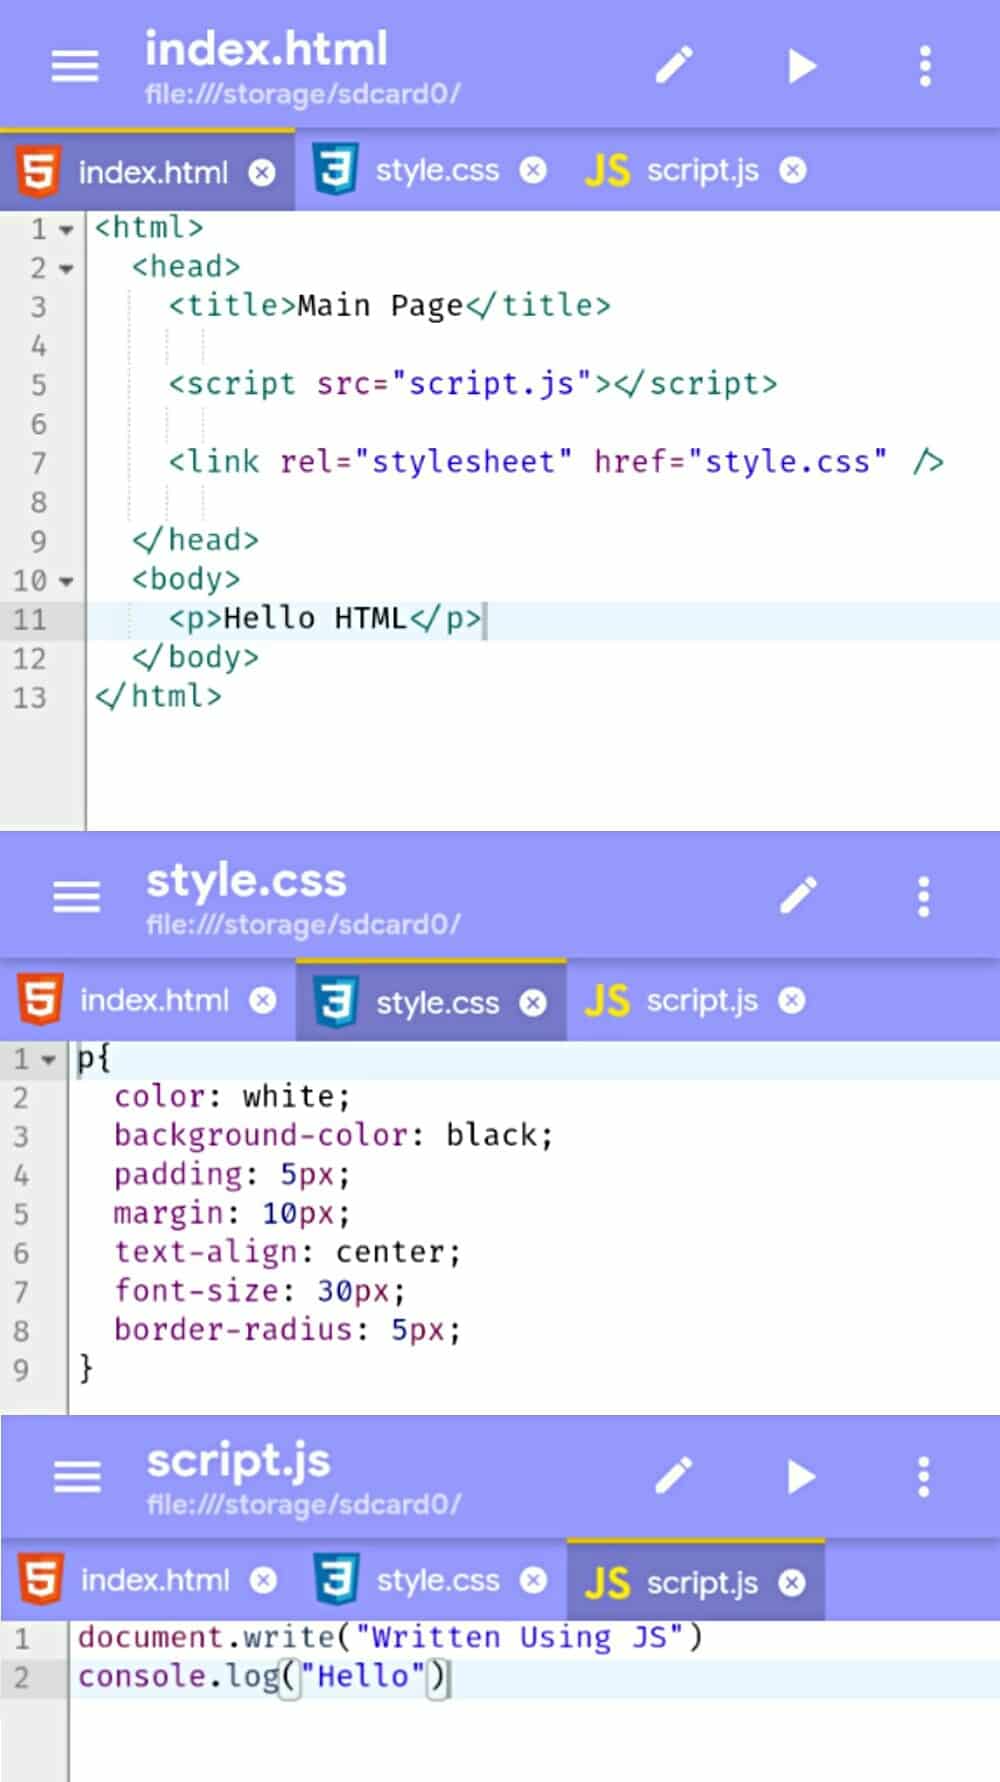 index.html
file:///storage/sdcard0/
5 index.html 3 style.css JS script.js
1 <html>
2 <head>
3 <title>Main Page</title>
4
5 <script src="script.js"></script>
6
7 <link rel="stylesheet" href="style.css" />
8
9 </head>
10 <body>
11 <p>Hello HTML</p>
12 </body>
13 </html>
style.css
file:///storage/sdcard0/
5 index.html 3 style.css JS script.js
1 p{
2 color: white;
3 background-color: black;
4 padding: 5px;
5 margin: 10px;
6 text-align: center;
7 font-size: 30px;
8 border-radius: 5px;
9 }
script.js
file:///storage/sdcard0/
5 index.html 3 style.css JS script.js
1 document.write("Written Using JS")
2 console.log("Hello")